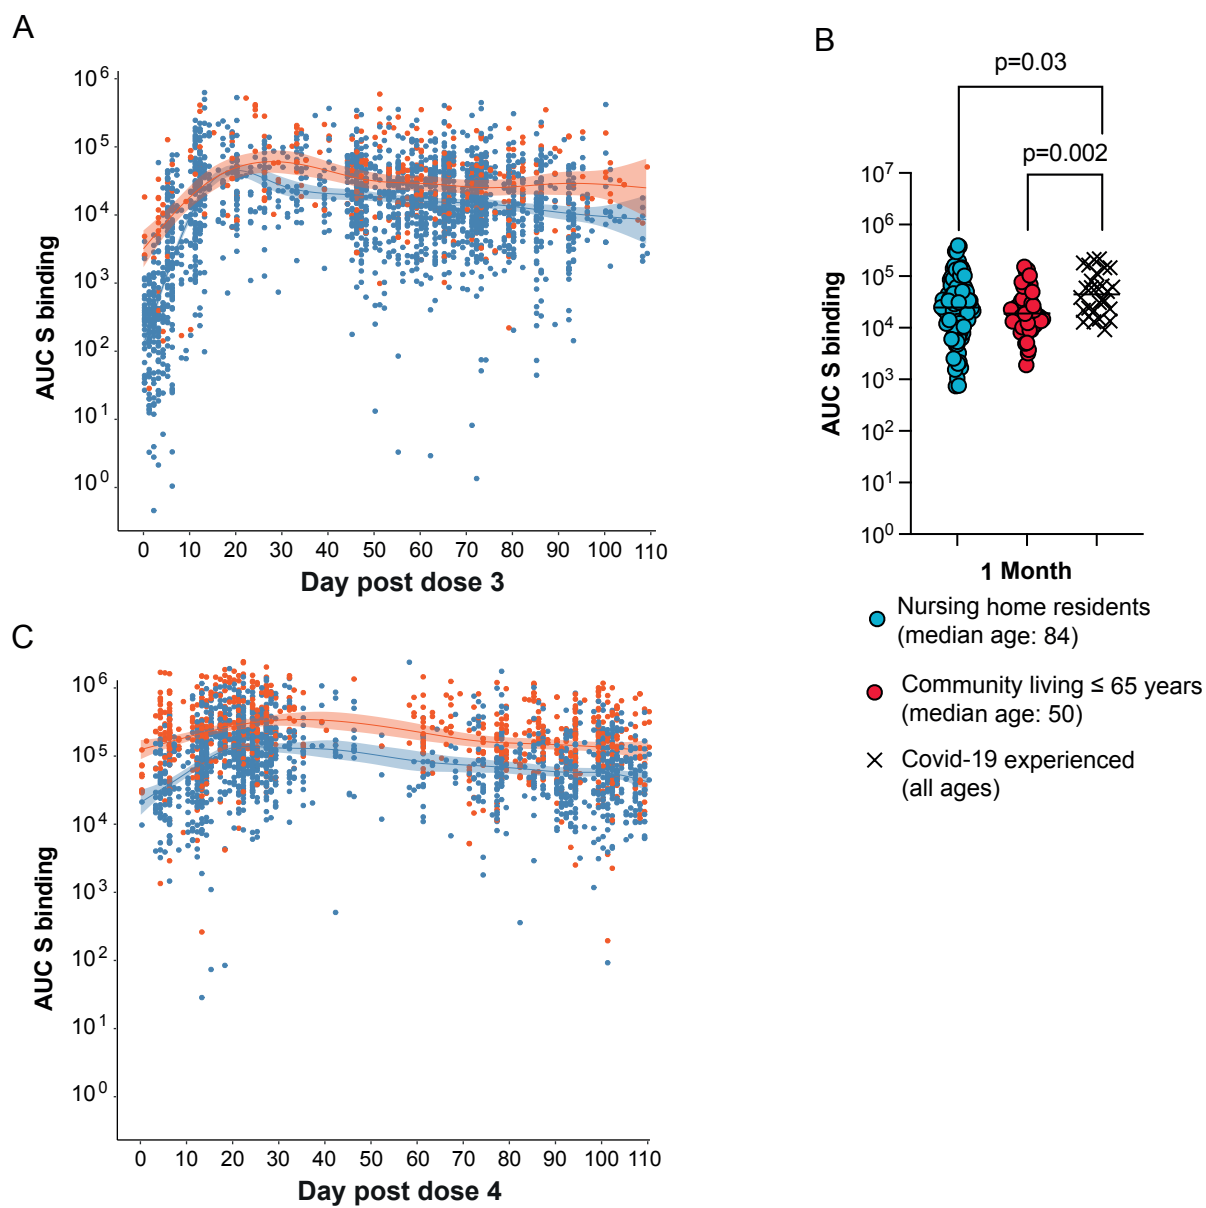 A
10^6
10^5
10^4
10^3
10^2
10^1
10^0
AUC S binding
0 10 20 30 40 50 60 70 80 90 100 110
Day post dose 3
B
p=0.03
p=0.002
10^7
10^6
10^5
10^4
10^3
10^2
10^1
10^0
AUC S binding
1 Month
Nursing home residents
(median age: 84)
Community living ≤ 65 years
(median age: 50)
Covid-19 experienced
(all ages)
C
10^6
10^5
10^4
10^3
10^2
10^1
10^0
AUC S binding
0 10 20 30 40 50 60 70 80 90 100 110
Day post dose 4